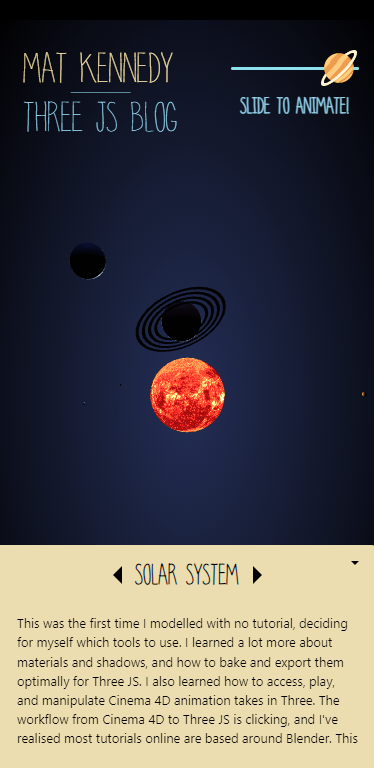 MAT KENNEDY
THREE JS BLOG
SLIDE TO ANIMATE!
SOLAR SYSTEM
This was the first time I modelled with no tutorial, deciding
for myself which tools to use. I learned a lot more about
materials and shadows, and how to bake and export them
optimally for Three JS. I also learned how to access, play,
and manipulate Cinema 4D animation takes in Three. The
workflow from Cinema 4D to Three JS is clicking, and I've
realised most tutorials online are based around Blender. This